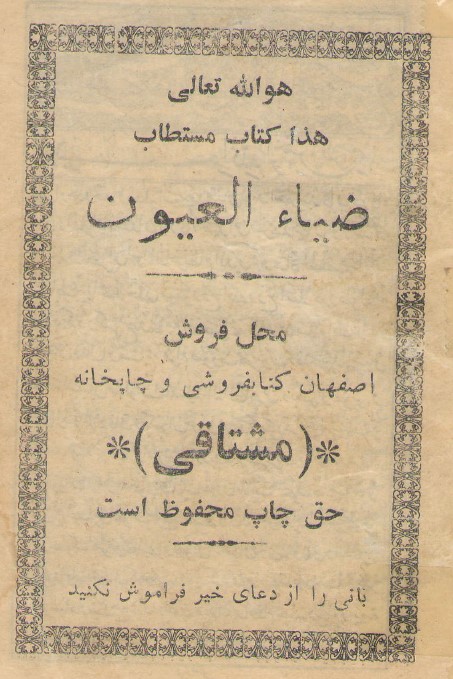 هوالله تعالی
هذا کتاب مستطاب
ضیاء العیون
محل فروش
اصفهان کتابفروشی و چاپخانه
*(مشتاقی)*
حق چاپ محفوظ است
بانی را از دعای خیر فراموش نکنید